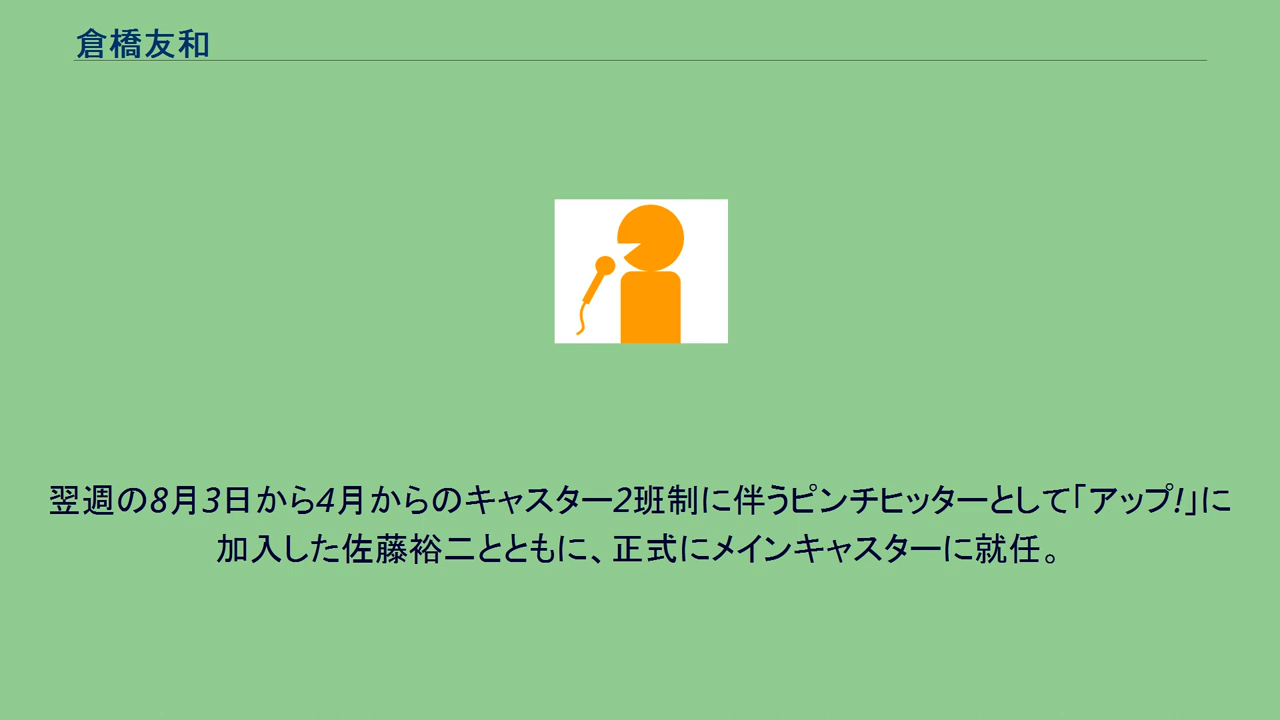 倉橋友和
翌週の8月3日から4月からのキャスター2班制に伴うピンチヒッターとして「アップ!」に
加入した佐藤裕二とともに、正式にメインキャスターに就任。